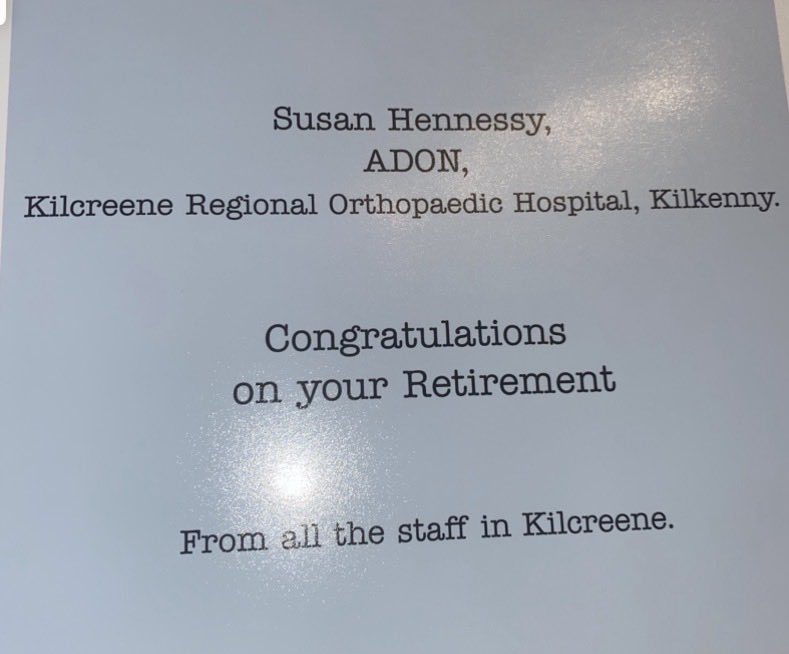 Susan Hennessy,
ADON,
Kilcreene Regional Orthopaedic Hospital, Kilkenny.
Congratulations
on your Retirement
From all the staff in Kilcreene.